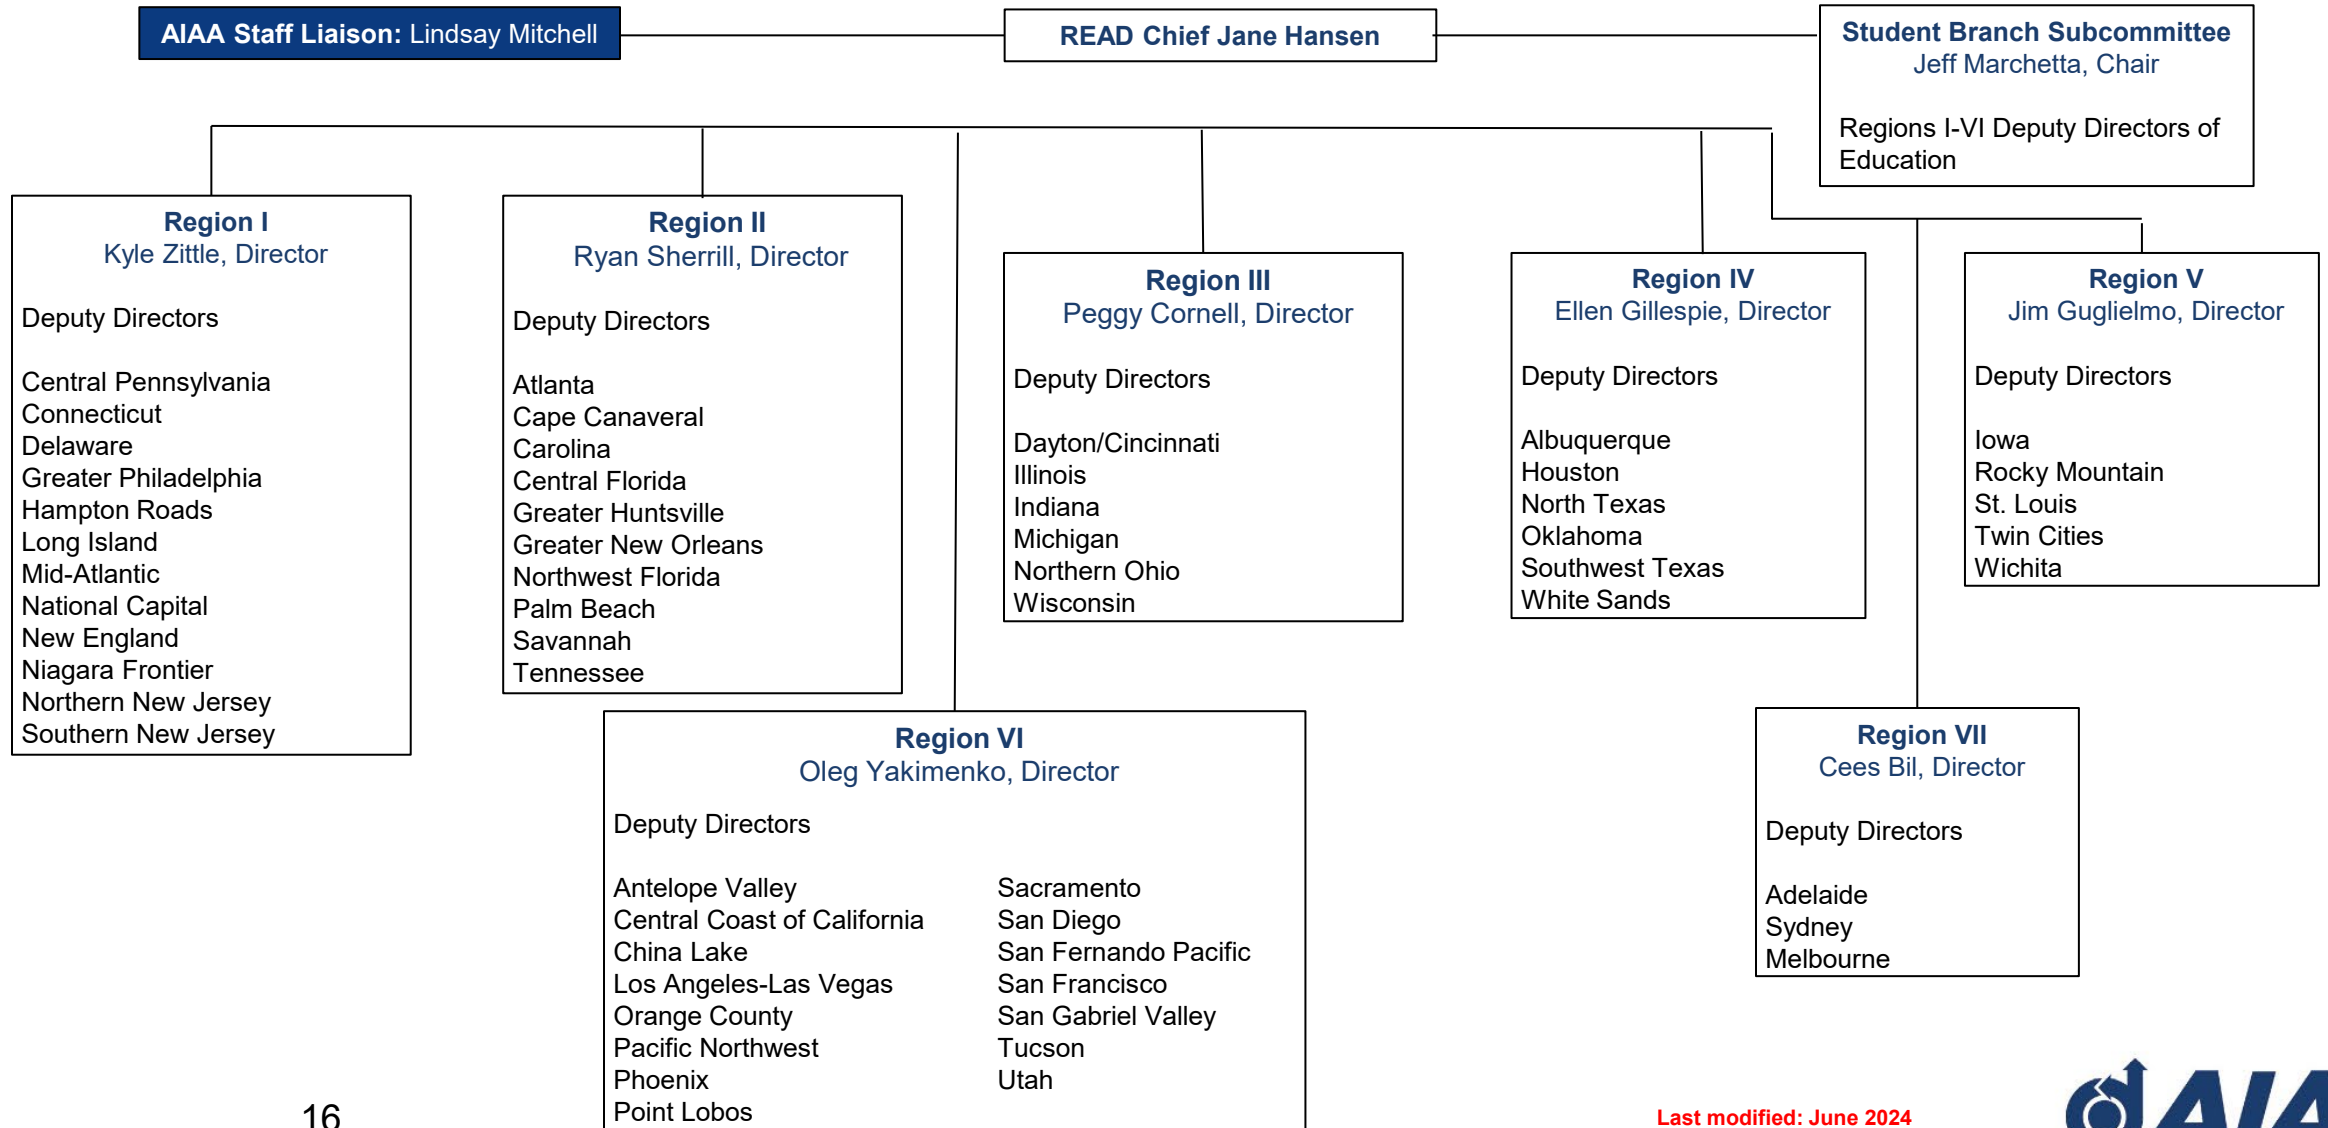 AIAA Staff Liaison: Lindsay Mitchell
READ Chief Jane Hansen
Student Branch Subcommittee
Jeff Marchetta, Chair
Regions I-VI Deputy Directors of
Education
Region I
Kyle Zittle, Director
Deputy Directors
Central Pennsylvania
Connecticut
Delaware
Greater Philadelphia
Hampton Roads
Long Island
Mid-Atlantic
National Capital
New England
Niagara Frontier
Northern New Jersey
Southern New Jersey
Region II
Ryan Sherrill, Director
Deputy Directors
Atlanta
Cape Canaveral
Carolina
Central Florida
Greater Huntsville
Greater New Orleans
Northwest Florida
Palm Beach
Savannah
Tennessee
Region III
Peggy Cornell, Director
Deputy Directors
Dayton/Cincinnati
Illinois
Indiana
Michigan
Northern Ohio
Wisconsin
Region IV
Ellen Gillespie, Director
Deputy Directors
Albuquerque
Houston
North Texas
Oklahoma
Southwest Texas
White Sands
Region V
Jim Guglielmo, Director
Deputy Directors
Iowa
Rocky Mountain
St. Louis
Twin Cities
Wichita
Region VI
Oleg Yakimenko, Director
Deputy Directors
Antelope Valley
Central Coast of California
China Lake
Los Angeles-Las Vegas
Orange County
Pacific Northwest
Phoenix
Point Lobos
Sacramento
San Diego
San Fernando Pacific
San Francisco
San Gabriel Valley
Tucson
Utah
Region VII
Cees Bil, Director
Deputy Directors
Adelaide
Sydney
Melbourne
16
Last modified: June 2024
AIA